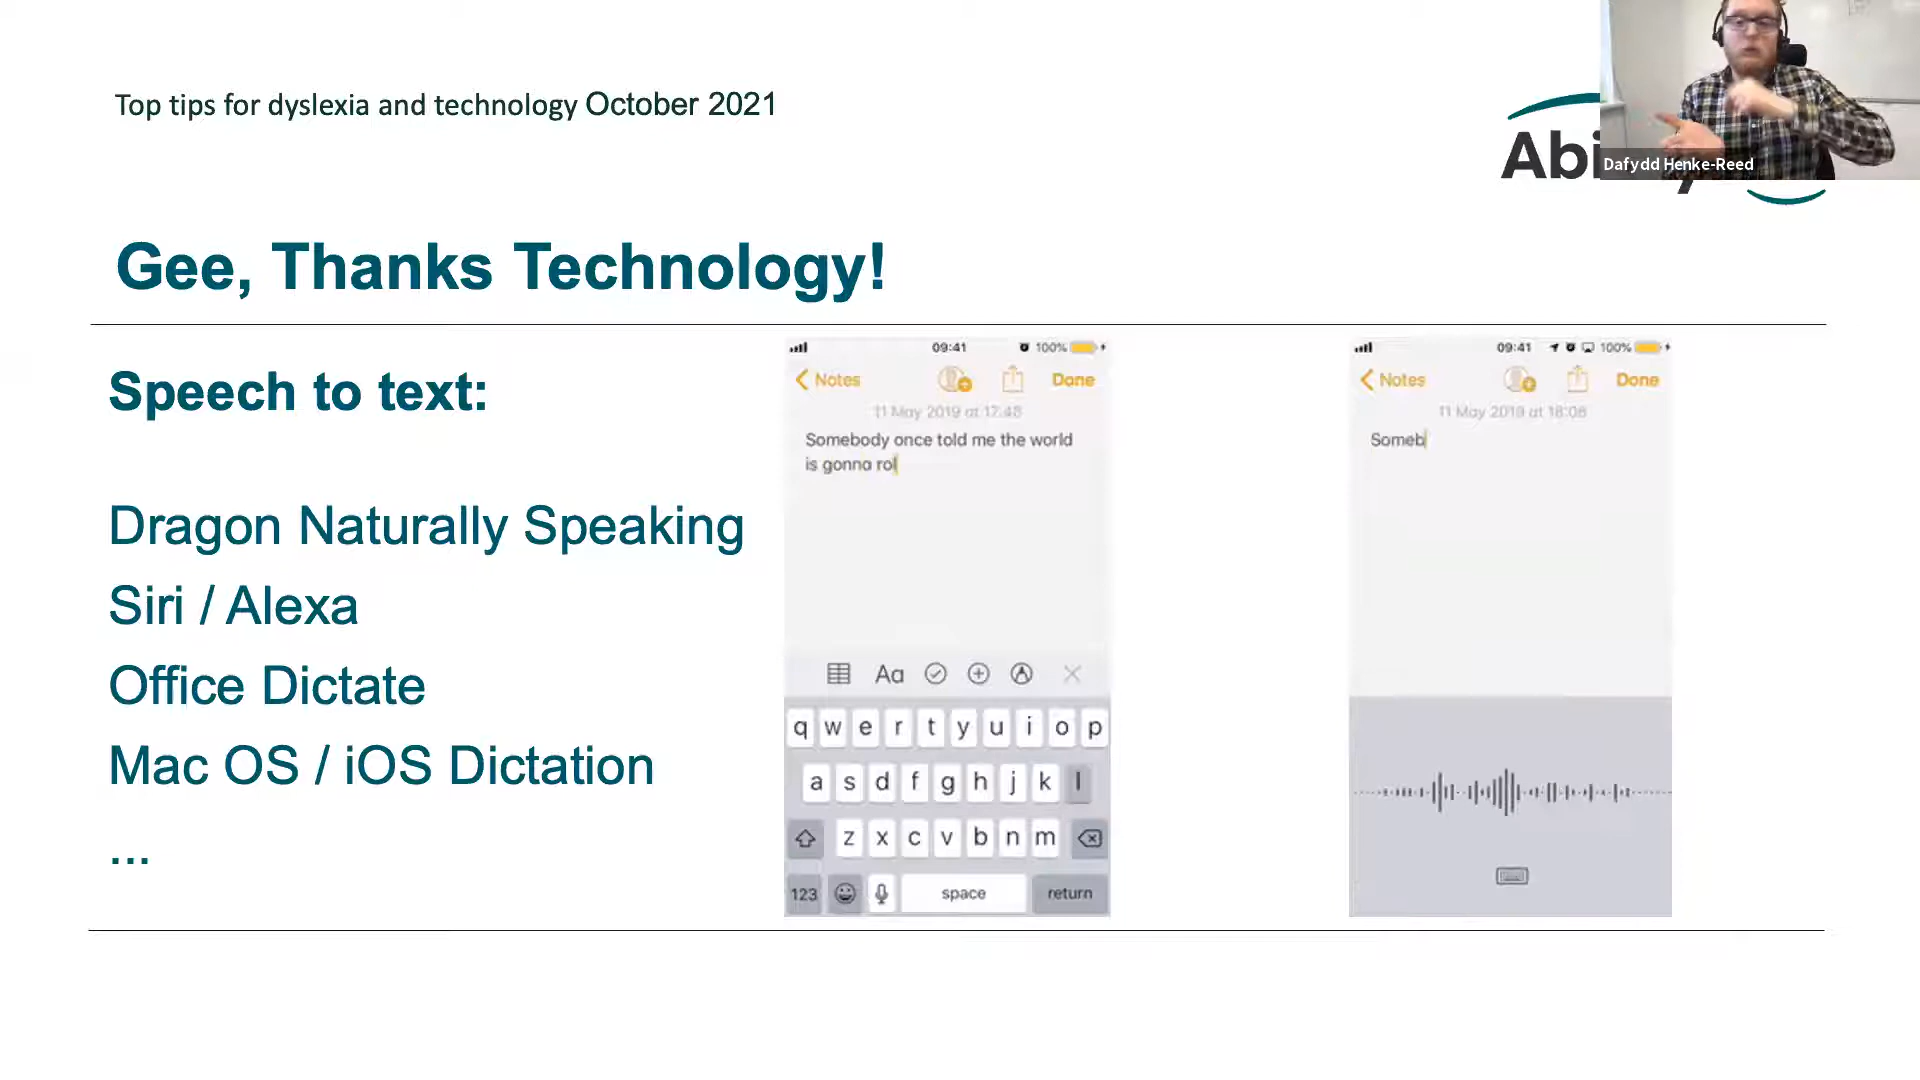 Top tips for dyslexia and technology October 2021
Dafydd Henke-Reed
Gee, Thanks Technology!
Speech to text:
Dragon Naturally Speaking
Siri / Alexa
Office Dictate
Mac OS / iOS Dictation
...
09:41 100%
Notes Done
11 May 2019 at 17:48
Somebody once told me the world
is gonna rol
Aa
q w e r t y u i o p
a s d f g h j k l
z x c v b n m
123 space return
09:41 100%
Notes Done
11 May 2019 at 18:08
Someb